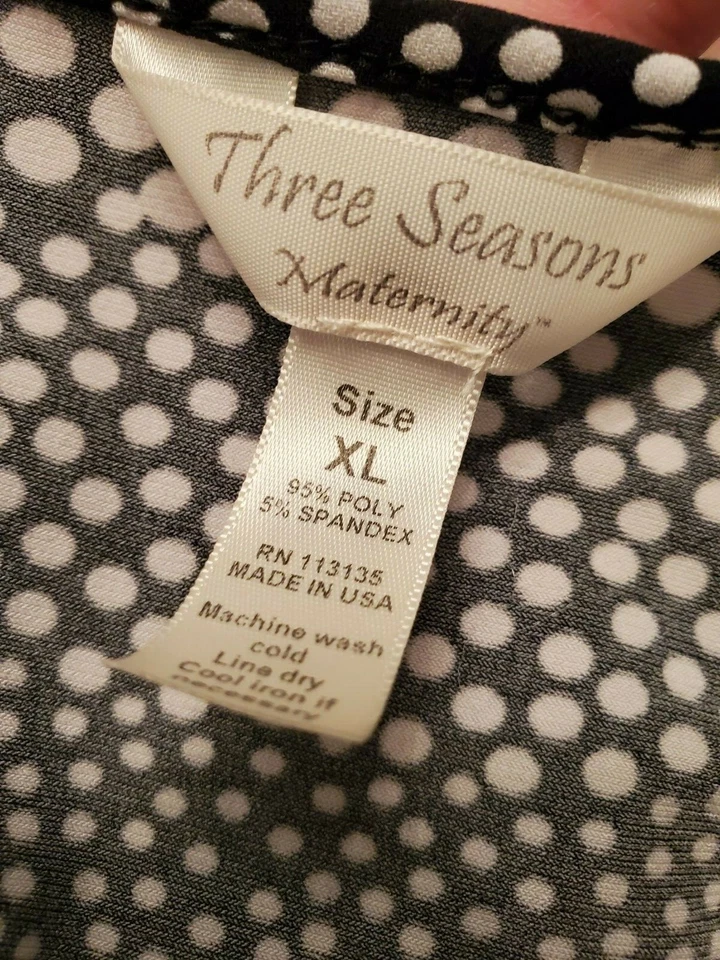 Three Seasons
Maternity™
Size
XL
95% POLY
5% SPANDEX
RN 113135
MADE IN USA
Machine wash
cold
Line dry
Cool iron if
necessary